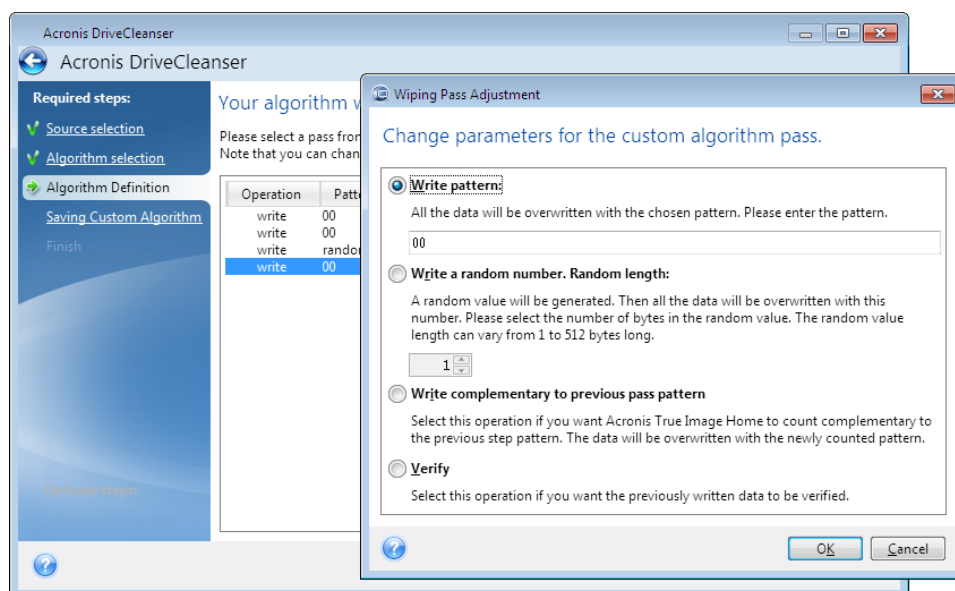 Acronis DriveCleanser
Acronis DriveCleanser
Required steps:
Source selection
Algorithm selection
Algorithm Definition
Saving Custom Algorithm
Finish
Your algorithm
Please select a pass from
Note that you can chan
Operation Patte
write 00
write 00
write rando
write 00
Wiping Pass Adjustment
Change parameters for the custom algorithm pass.
Write pattern:
All the data will be overwritten with the chosen pattern. Please enter the pattern.
00
Write a random number. Random length:
A random value will be generated. Then all the data will be overwritten with this
number. Please select the number of bytes in the random value. The random value
length can vary from 1 to 512 bytes long.
1
Write complementary to previous pass pattern
Select this operation if you want Acronis True Image Home to count complementary to
the previous step pattern. The data will be overwritten with the newly counted pattern.
Verify
Select this operation if you want the previously written data to be verified.
OK Cancel